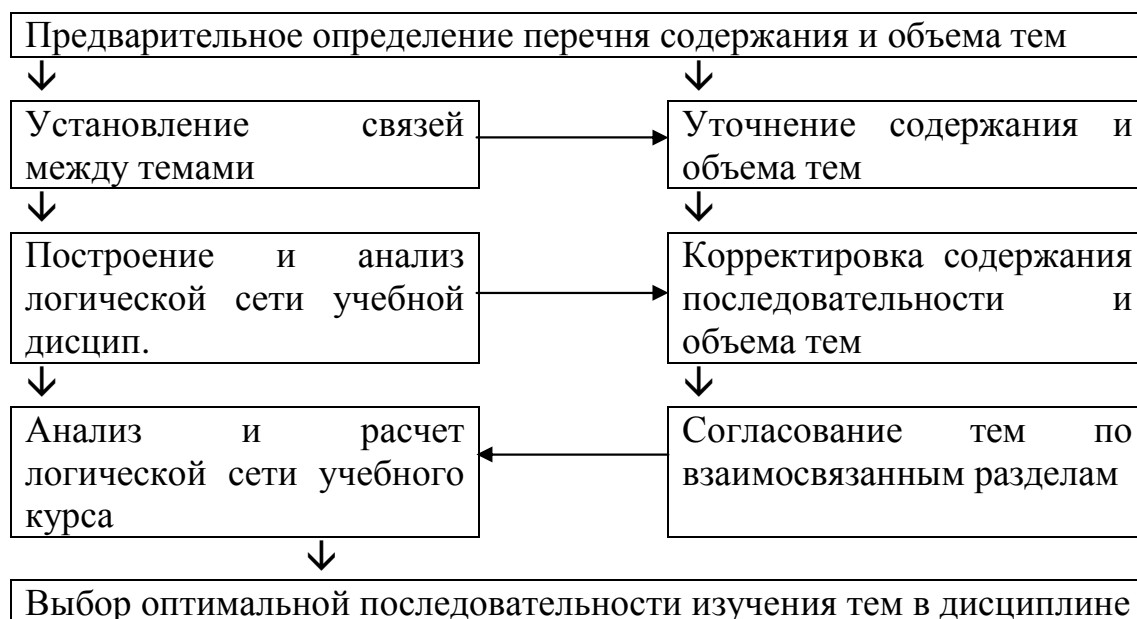 Предварительное определение перечня содержания и объема тем
Установление связей
между темами
Уточнение содержания и
объема тем
Построение и анализ
логической сети учебной
дисцип.
Корректировка содержания
последовательности и
объема тем
Анализ и расчет
логической сети учебного
курса
Согласование тем по
взаимосвязанным разделам
Выбор оптимальной последовательности изучения тем в дисциплине